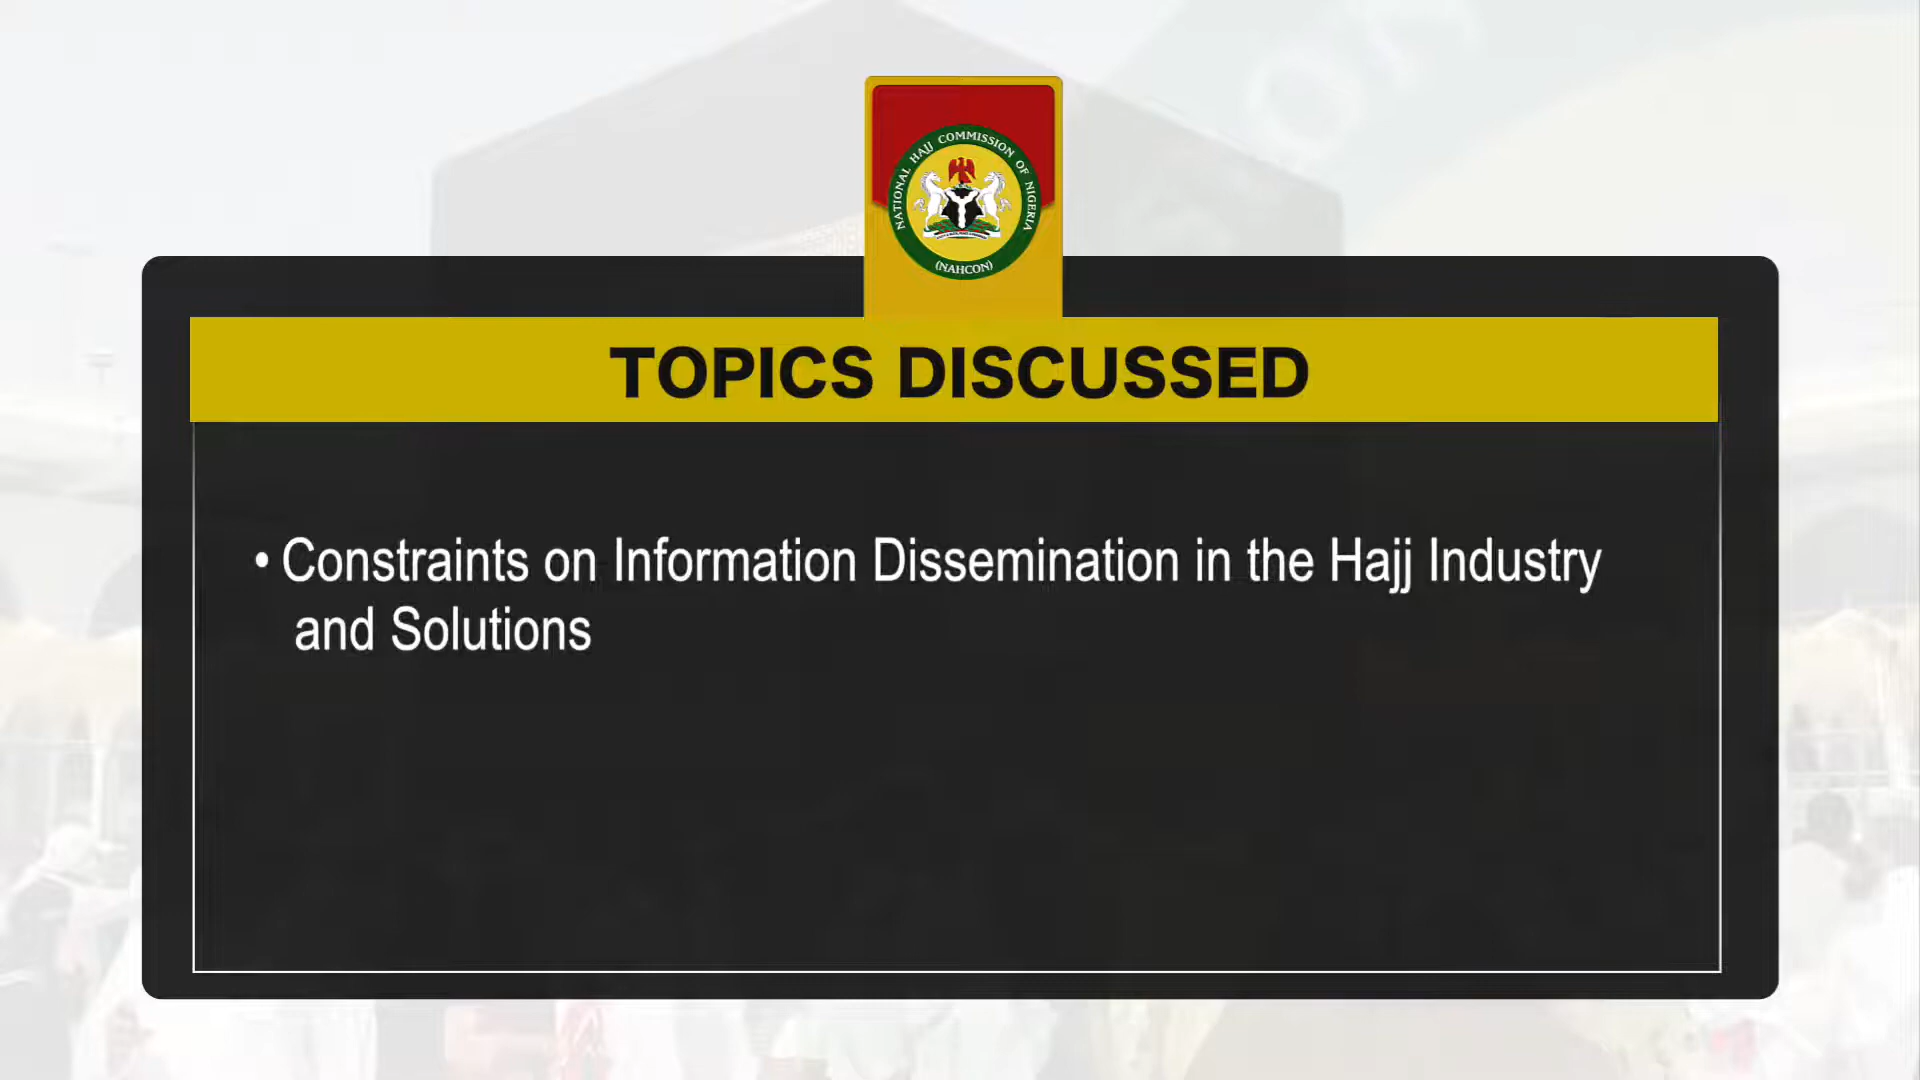 NATIONAL HAJJ COMMISSION OF NIGERIA
(NAHCON)
TOPICS DISCUSSED
• Constraints on Information Dissemination in the Hajj Industry
and Solutions